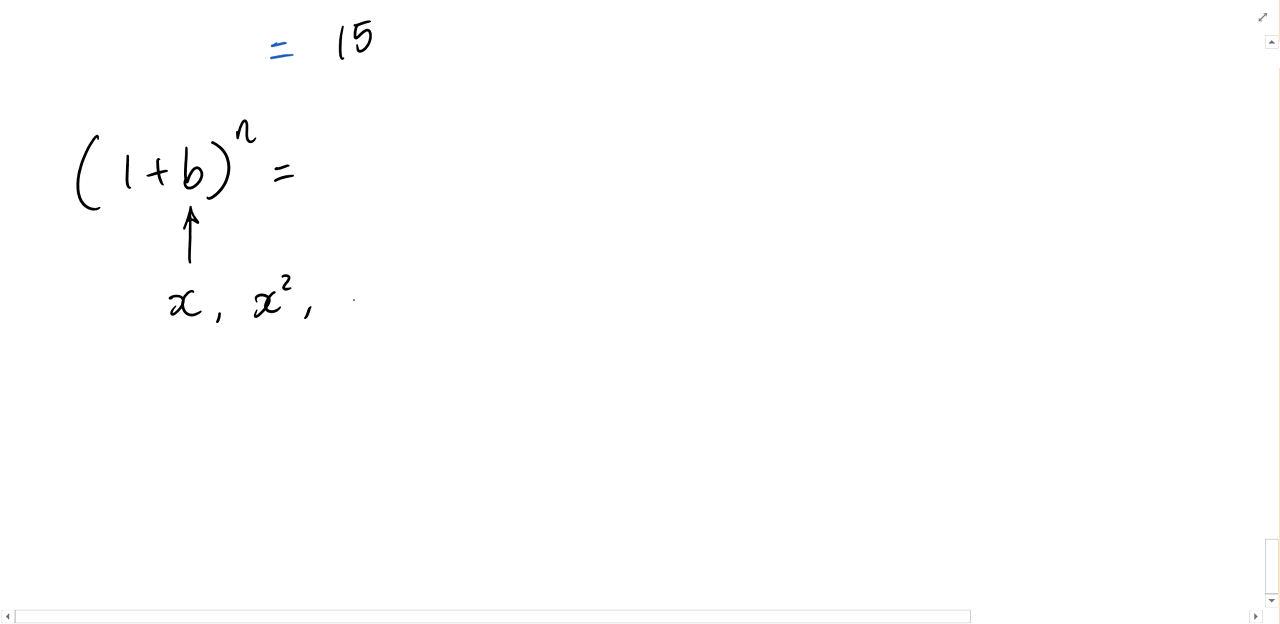 = 15
(1+b)ⁿ =
↑
x, x²,